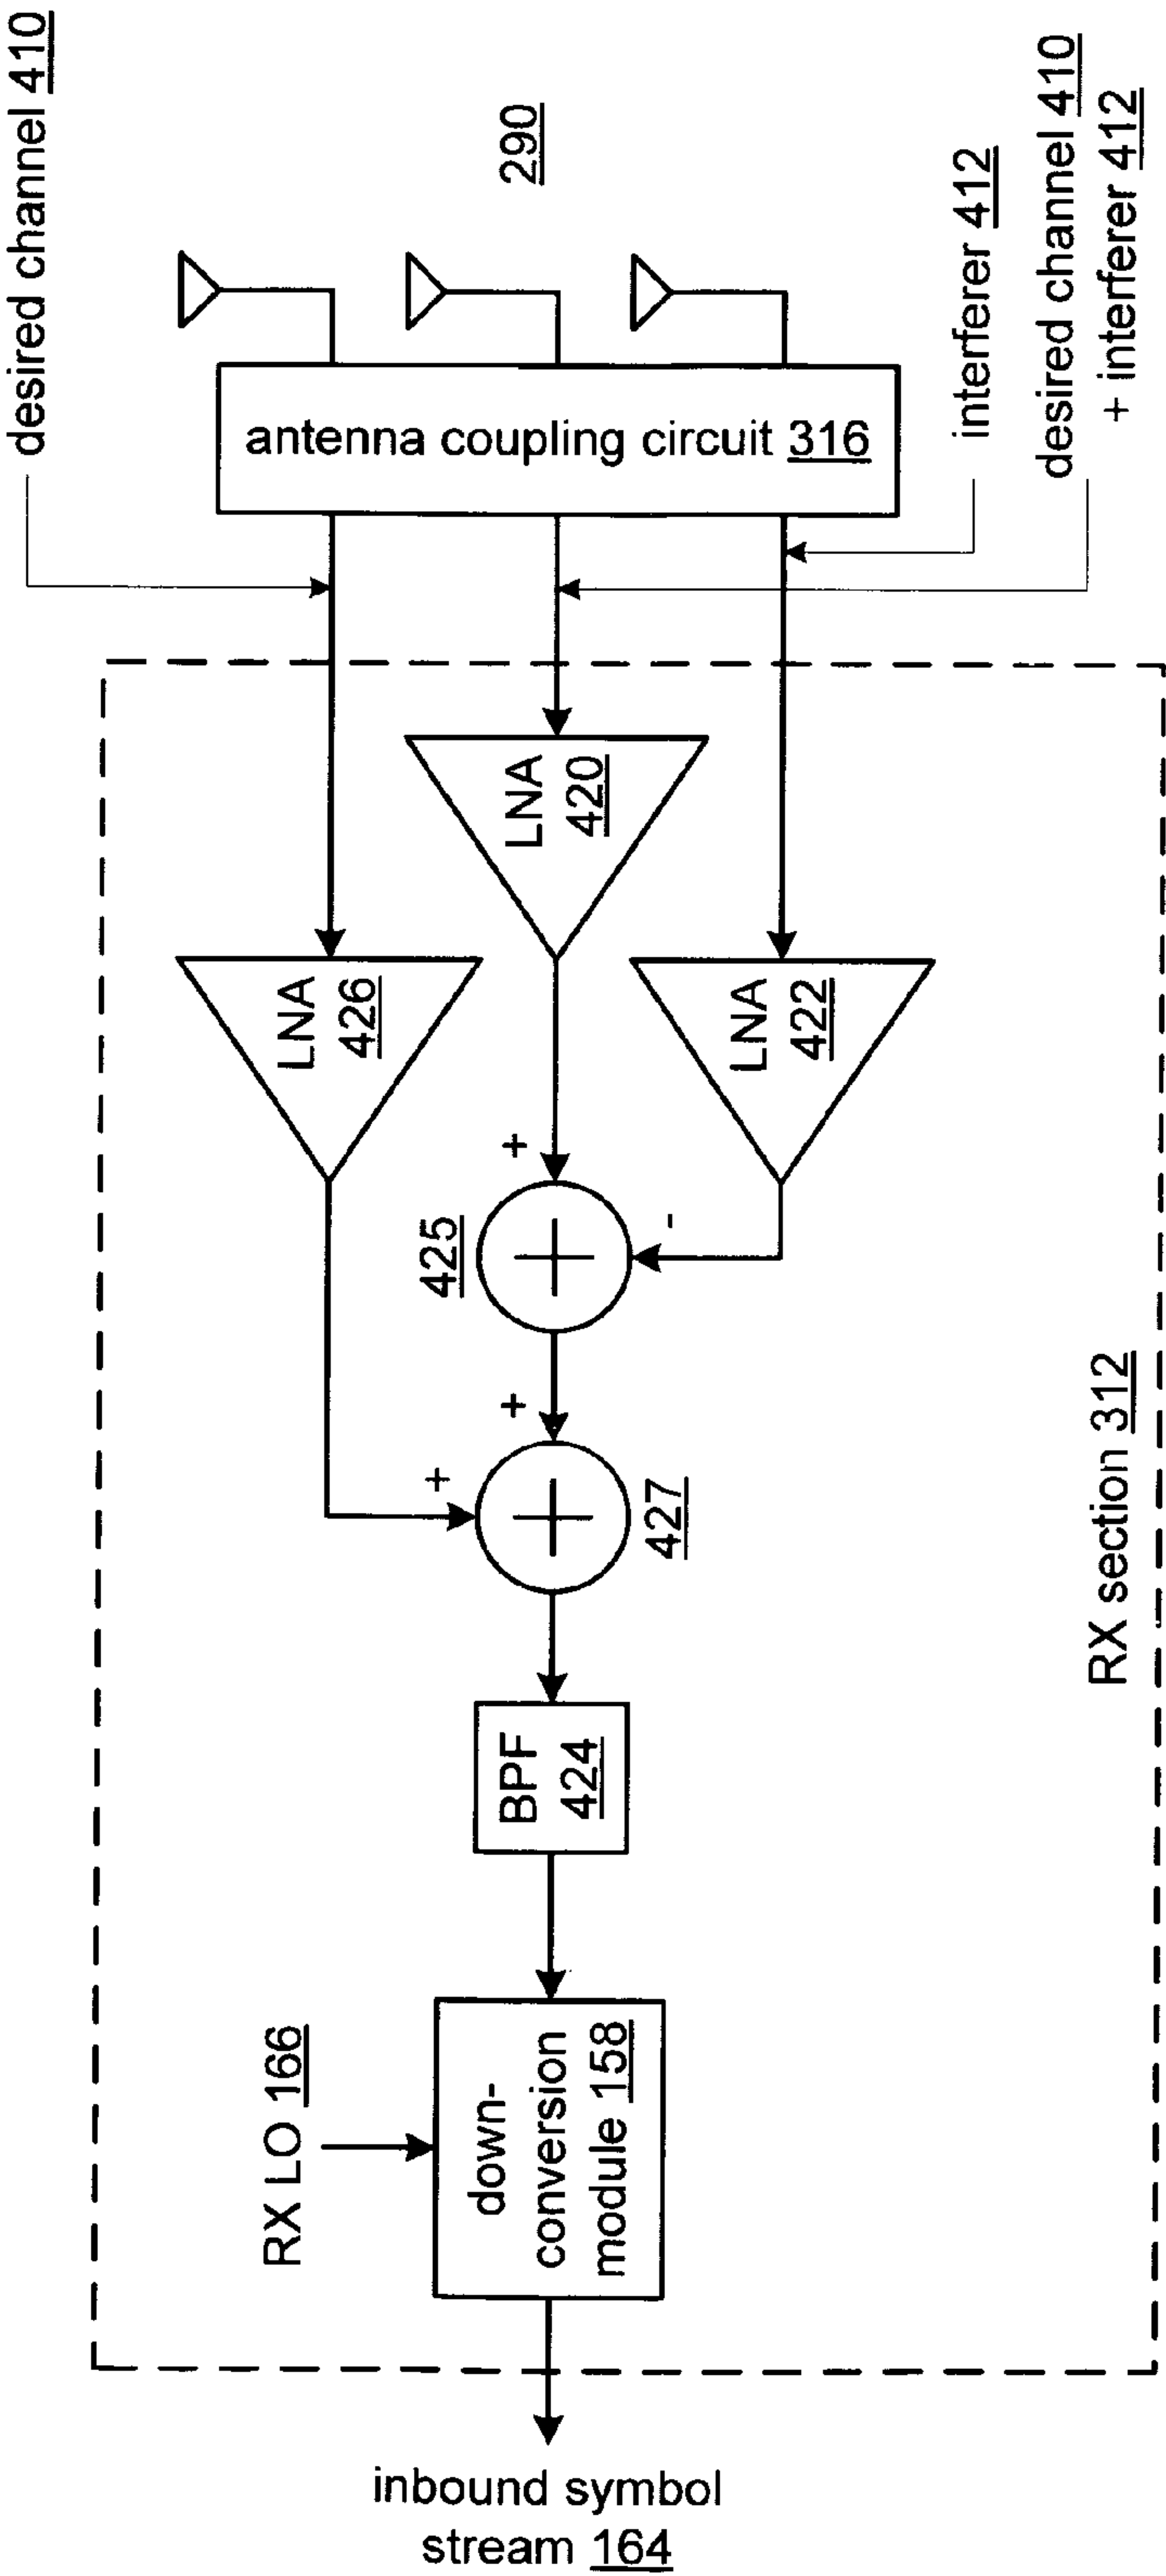 desired channel 410
290
antenna coupling circuit 316
interferer 412
desired channel 410
+ interferer 412
LNA
426
LNA
420
LNA
422
+
-
425
+
+
427
BPF
424
RX LO 166
down-
conversion
module 158
RX section 312
inbound symbol
stream 164